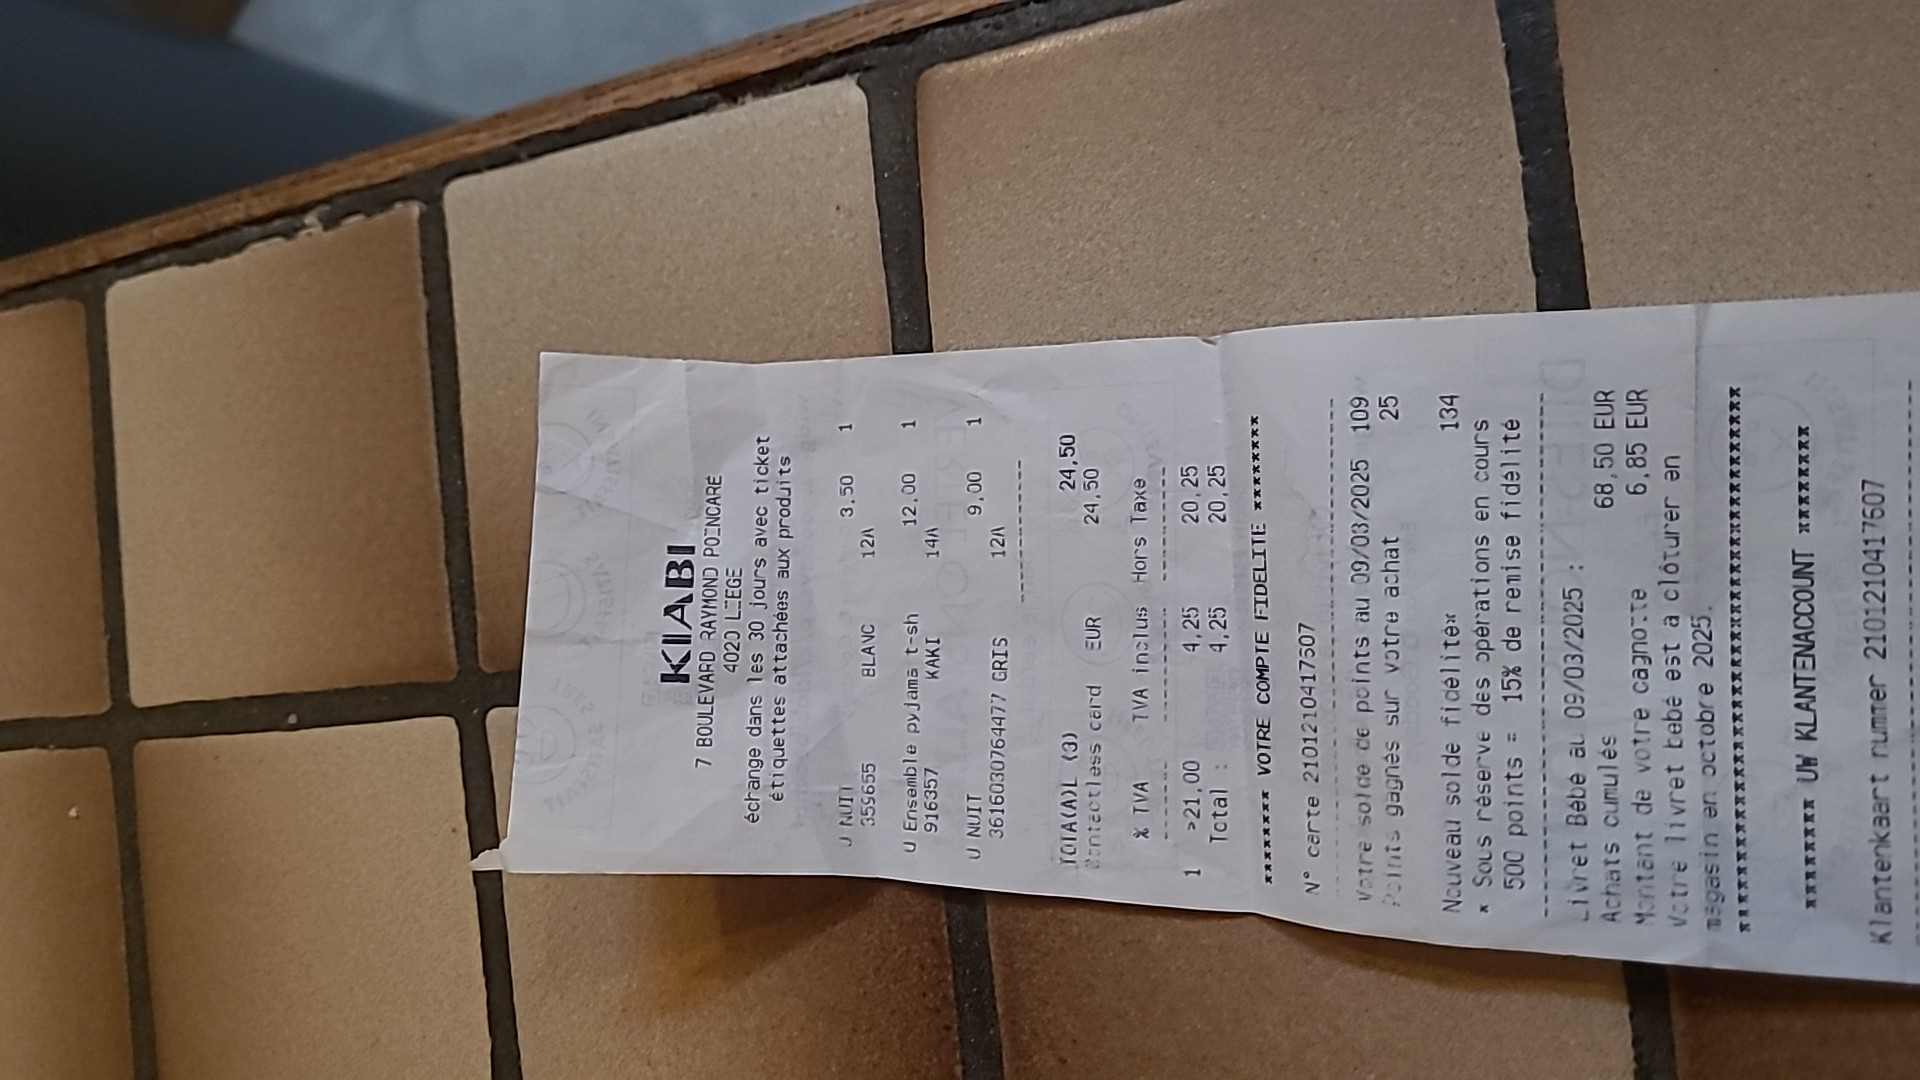 KIABI
7 BOULEVARD RAYMOND POINCARE
4020 LIEGE
échange dans les 30 jours avec ticket
étiquettes attachées aux produits
U NUIT 3,50 1
359655 BLANC 12A
U Ensemble pyjama t-sh 12,00 1
916357 KAKI 14A
U NUIT 9,00 1
3616030764477 GRIS 12A
TOTA(A)L (3) 24,50
Contactless card EUR 24,50
% TVA TVA inclus Hors Taxe
1 >21,00 4,25 20,25
Total : 4,25 20,25
******** VOTRE COMPTE FIDELITE ********
N° carte 2101210417607
Votre solde de points au 09/03/2025 109
Points gagnés sur votre achat 25
Nouveau solde fidélité* 134
* Sous réserve des opérations en cours
500 points = 15% de remise fidélité
Livret Bébé au 09/03/2025 :
Achats cumulés 68,50 EUR
Montant de votre cagnotte 6,85 EUR
Votre livret bébé est à clôturer en
magasin en octobre 2025.
******** UW KLANTENACCOUNT ********
Klantenkaart nummer 2101210417607